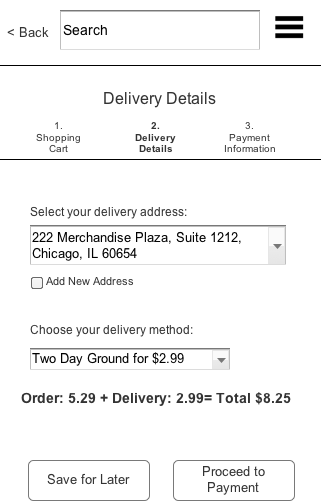 < Back
Search
Delivery Details
1.
Shopping
Cart
2.
Delivery
Details
3.
Payment
Information
Select your delivery address:
222 Merchandise Plaza, Suite 1212,
Chicago, IL 60654
Add New Address
Choose your delivery method:
Two Day Ground for $2.99
Order: 5.29 + Delivery: 2.99= Total $8.25
Save for Later
Proceed to
Payment